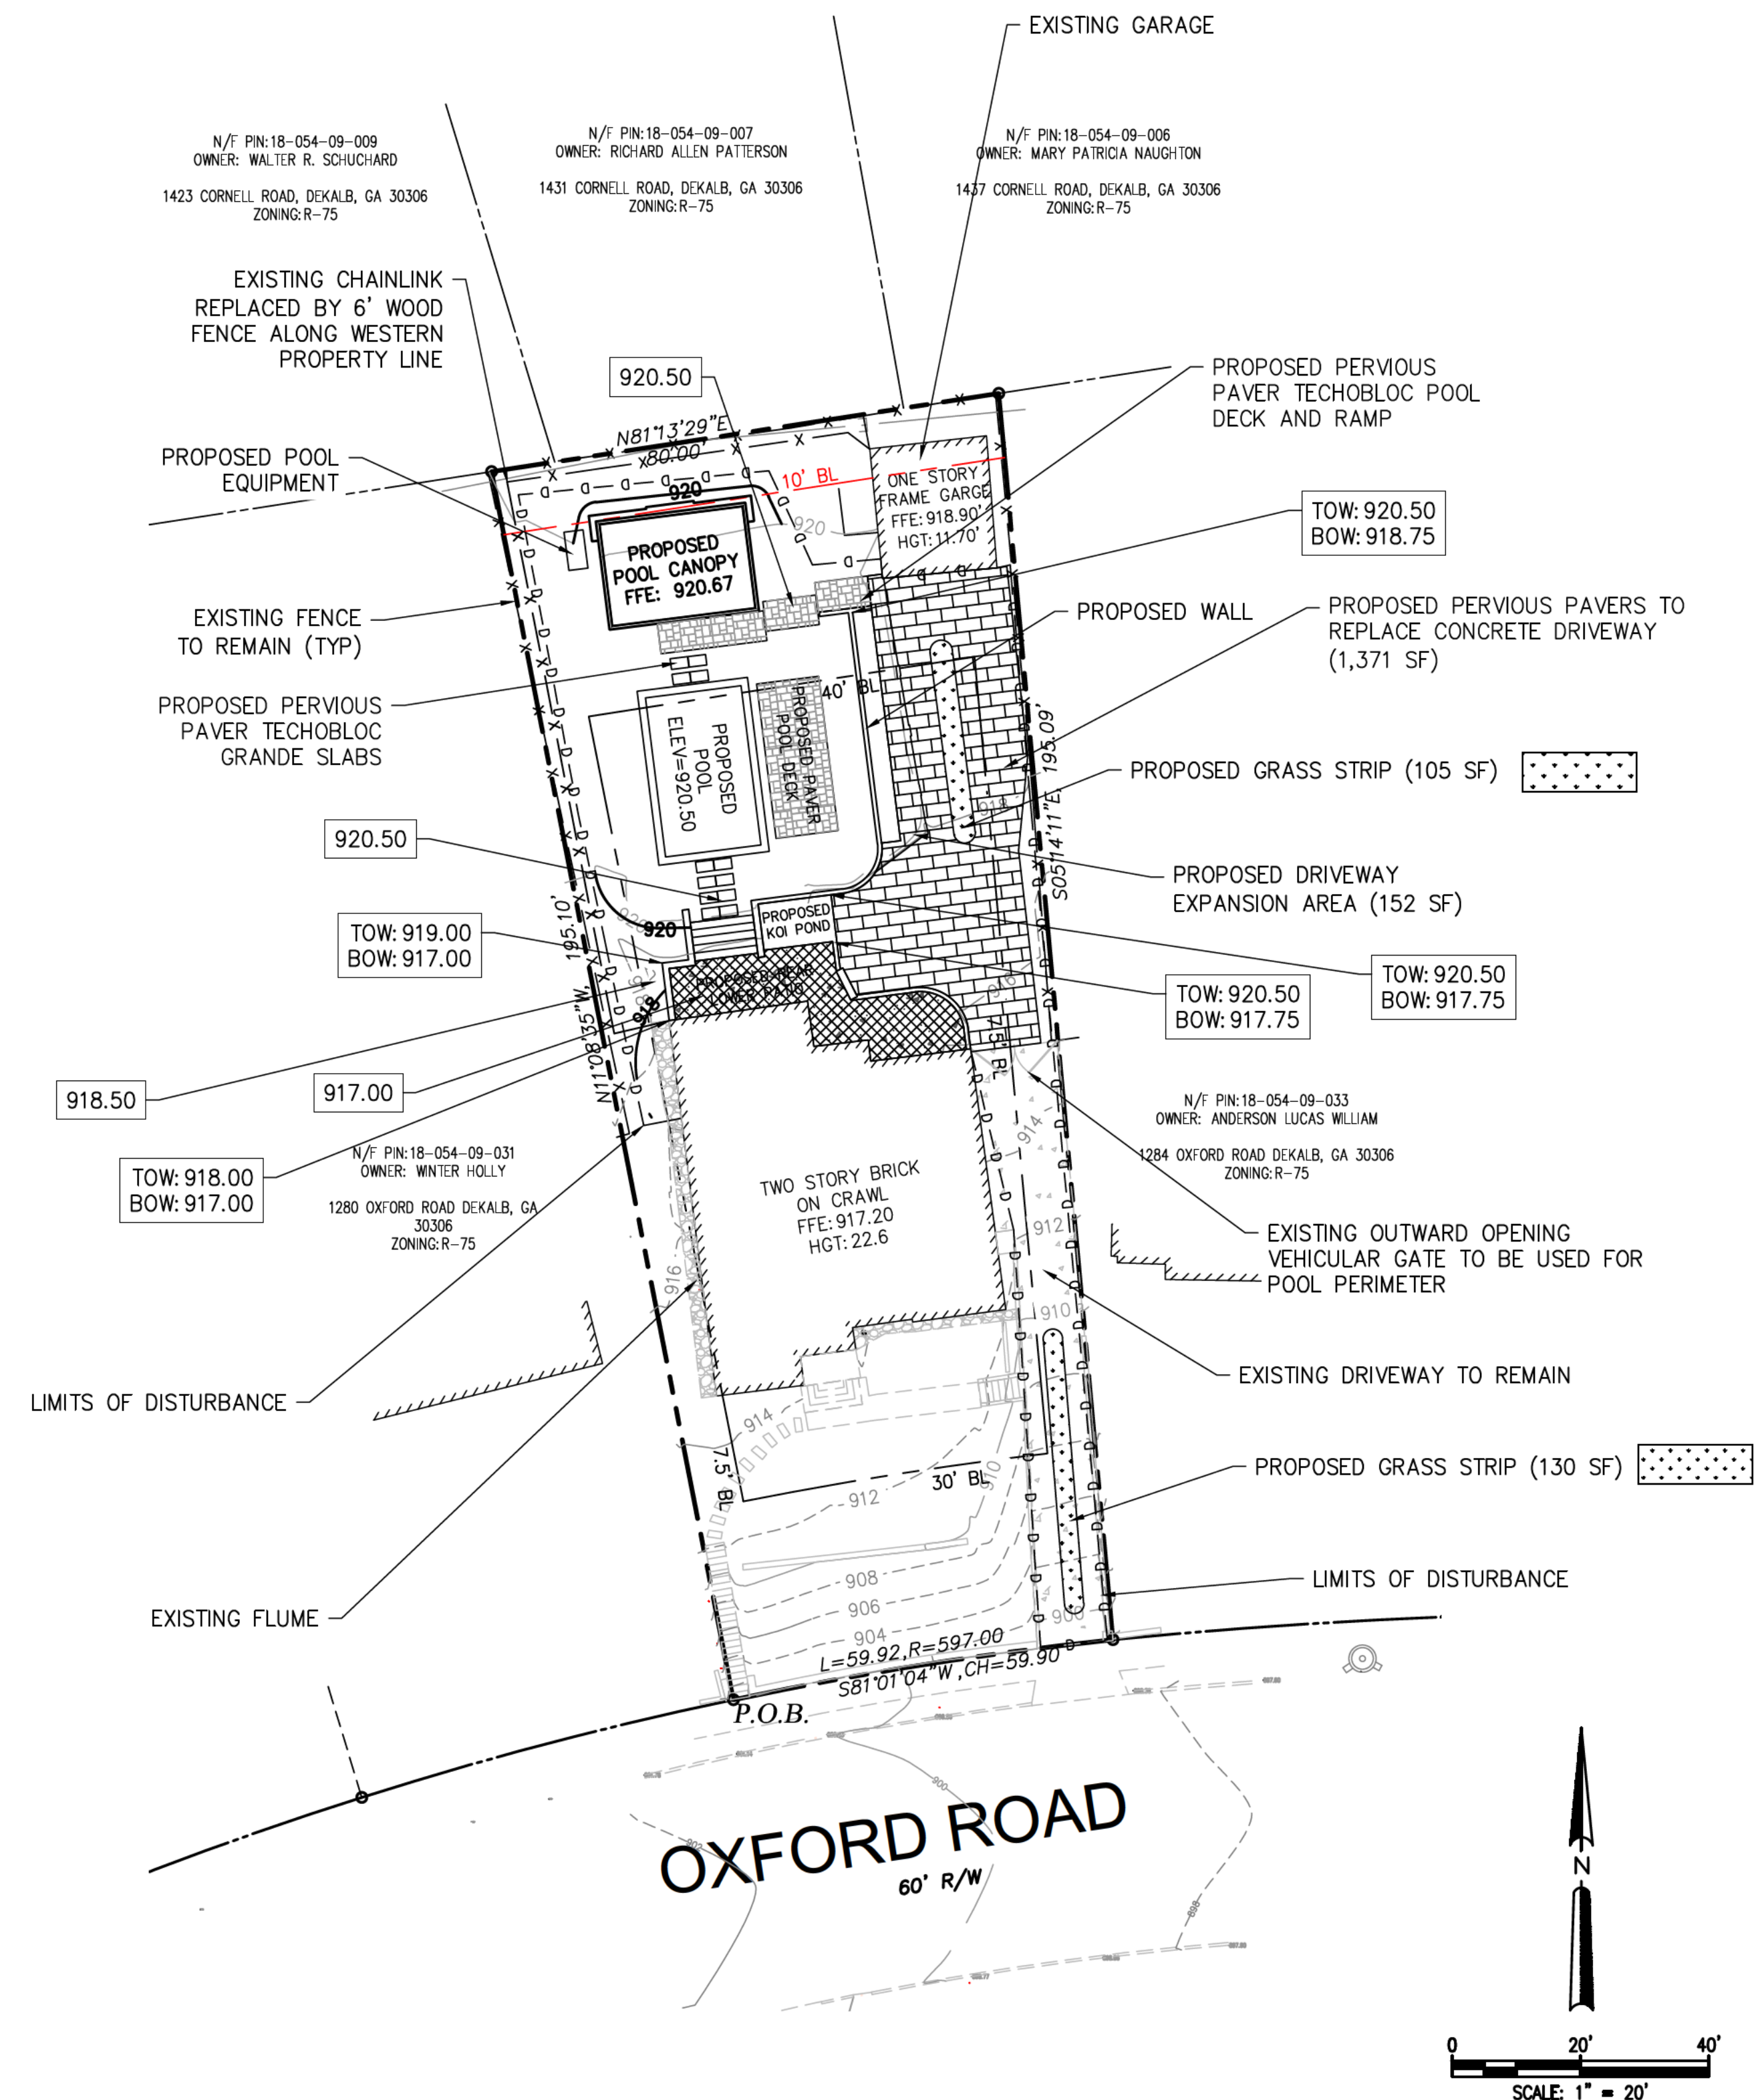 EXISTING GARAGE
N/F PIN:18-054-09-009
OWNER: WALTER R. SCHUCHARD
1423 CORNELL ROAD, DEKALB, GA 30306
ZONING:R-75
N/F PIN:18-054-09-007
OWNER: RICHARD ALLEN PATTERSON
1431 CORNELL ROAD, DEKALB, GA 30306
ZONING:R-75
N/F PIN:18-054-09-006
OWNER: MARY PATRICIA NAUGHTON
1437 CORNELL ROAD, DEKALB, GA 30306
ZONING:R-75
EXISTING CHAINLINK
REPLACED BY 6' WOOD
FENCE ALONG WESTERN
PROPERTY LINE
920.50
PROPOSED PERVIOUS
PAVER TECHOBLOC POOL
DECK AND RAMP
N81°13'29"E
80.00'
PROPOSED POOL
EQUIPMENT
10' BL
920
920
ONE STORY
FRAME GARGE
FFE: 918.90'
HGT: 11.70'
TOW: 920.50
BOW: 918.75
PROPOSED
POOL CANOPY
FFE: 920.67
EXISTING FENCE
TO REMAIN (TYP)
PROPOSED WALL
PROPOSED PERVIOUS PAVERS TO
REPLACE CONCRETE DRIVEWAY
(1,371 SF)
PROPOSED PERVIOUS
PAVER TECHOBLOC
GRANDE SLABS
40' BL
PROPOSED
POOL
ELEV=920.50
PROPOSED PAVER
POOL DECK
S05°14'11"E, 195.09'
PROPOSED GRASS STRIP (105 SF)
918
920.50
PROPOSED DRIVEWAY
EXPANSION AREA (152 SF)
TOW: 919.00
BOW: 917.00
195.10'
N11°08'35"W,
920
920
PROPOSED
KOI POND
PROPOSED REAR
LOWER PATIO
TOW: 920.50
BOW: 917.75
TOW: 920.50
BOW: 917.75
918
918
916
7.5' BL
918.50
917.00
N/F PIN:18-054-09-033
OWNER: ANDERSON LUCAS WILLIAM
1284 OXFORD ROAD DEKALB, GA 30306
ZONING:R-75
914
TOW: 918.00
BOW: 917.00
N/F PIN:18-054-09-031
OWNER: WINTER HOLLY
1280 OXFORD ROAD DEKALB, GA
30306
ZONING:R-75
TWO STORY BRICK
ON CRAWL
FFE: 917.20
HGT: 22.6
912
916
910
EXISTING OUTWARD OPENING
VEHICULAR GATE TO BE USED FOR
POOL PERIMETER
LIMITS OF DISTURBANCE
EXISTING DRIVEWAY TO REMAIN
914
7.5' BL
912
30' BL
910
PROPOSED GRASS STRIP (130 SF)
908
906
904
900
LIMITS OF DISTURBANCE
EXISTING FLUME
L=59.92,R=597.00
S81°01'04"W ,CH=59.90
P.O.B.
900
902
898
OXFORD ROAD
60' R/W
N
0 20' 40'
SCALE: 1" = 20'